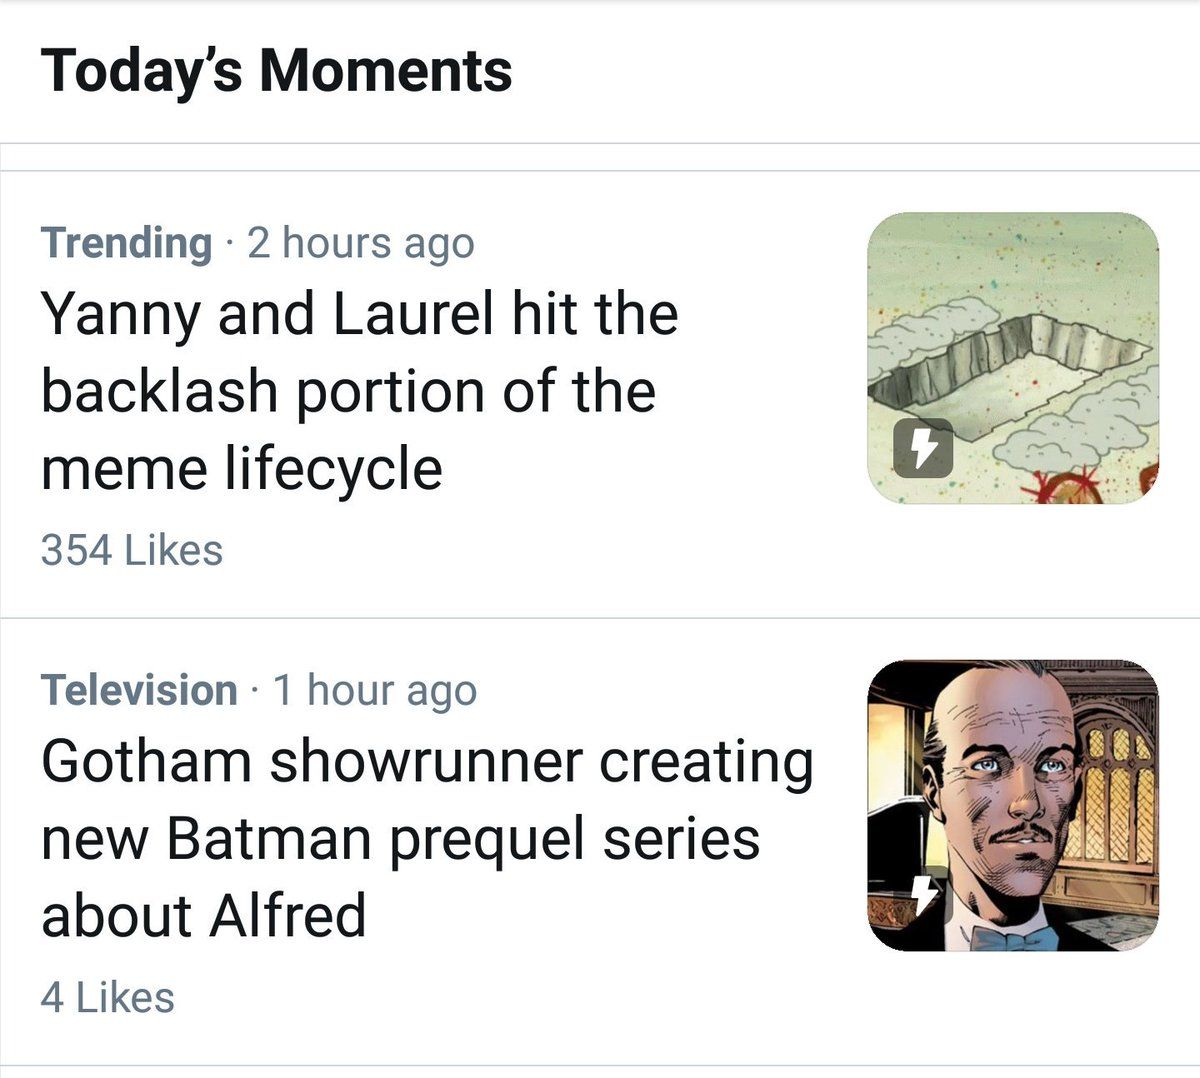 Today’s Moments
Trending · 2 hours ago
Yanny and Laurel hit the
backlash portion of the
meme lifecycle
354 Likes
Television · 1 hour ago
Gotham showrunner creating
new Batman prequel series
about Alfred
4 Likes